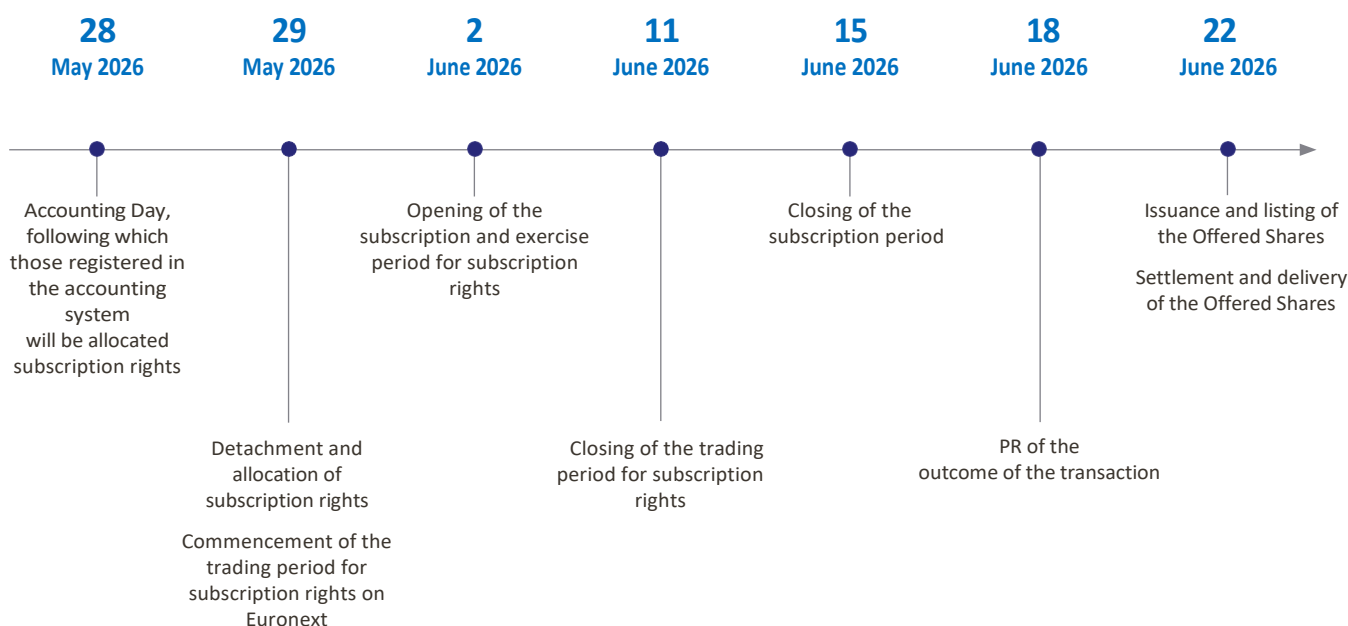 28
May 2026
29
May 2026
2
June 2026
11
June 2026
15
June 2026
18
June 2026
22
June 2026
Accounting Day,
following which
those registered in
the accounting
system
will be allocated
subscription rights
Detachment and
allocation of
subscription rights
Commencement of the
trading period for
subscription rights on
Euronext
Opening of the
subscription and exercise
period for subscription
rights
Closing of the trading
period for subscription
rights
Closing of the
subscription period
PR of the
outcome of the transaction
Issuance and listing of
the Offered Shares
Settlement and delivery
of the Offered Shares